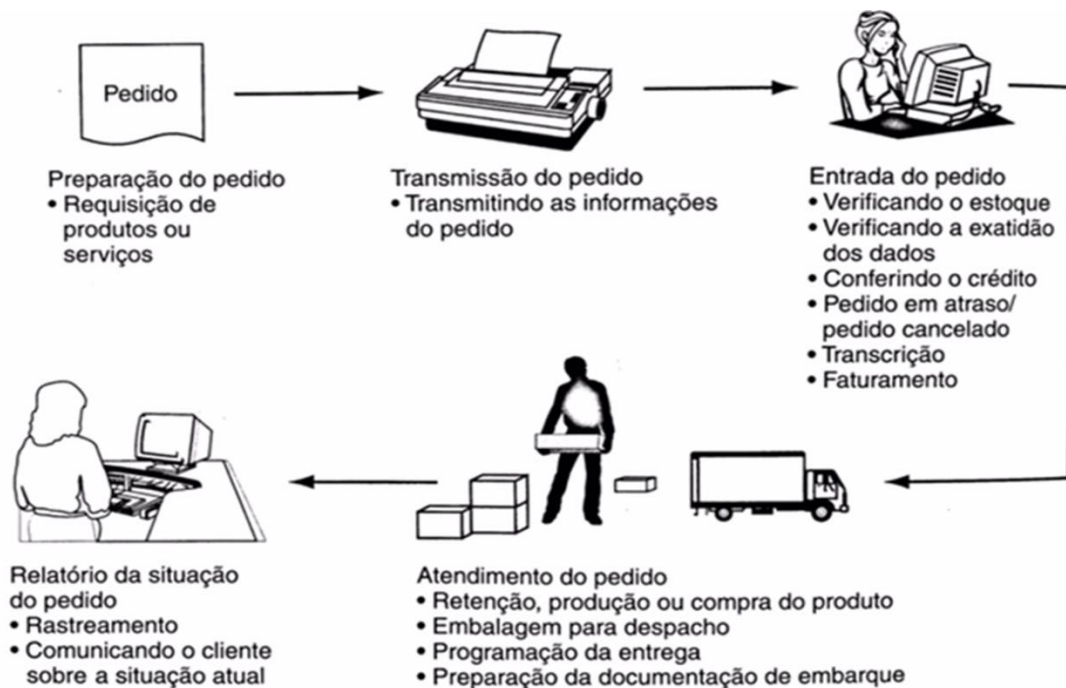 Pedido
Preparação do pedido
• Requisição de
produtos ou
serviços
Transmissão do pedido
• Transmitindo as informações
do pedido
Entrada do pedido
• Verificando o estoque
• Verificando a exatidão
dos dados
• Conferindo o crédito
• Pedido em atraso/
pedido cancelado
• Transcrição
• Faturamento
Relatório da situação
do pedido
• Rastreamento
• Comunicando o cliente
sobre a situação atual
Atendimento do pedido
• Retenção, produção ou compra do produto
• Embalagem para despacho
• Programação da entrega
• Preparação da documentação de embarque